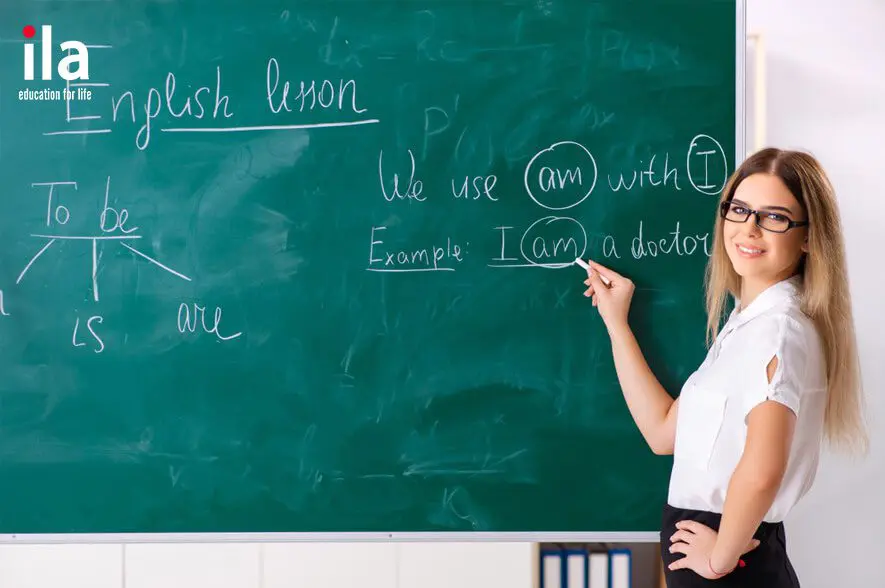 ila
education for life
English lesson
We use am with I
To be
Example: I am a doctor
is are